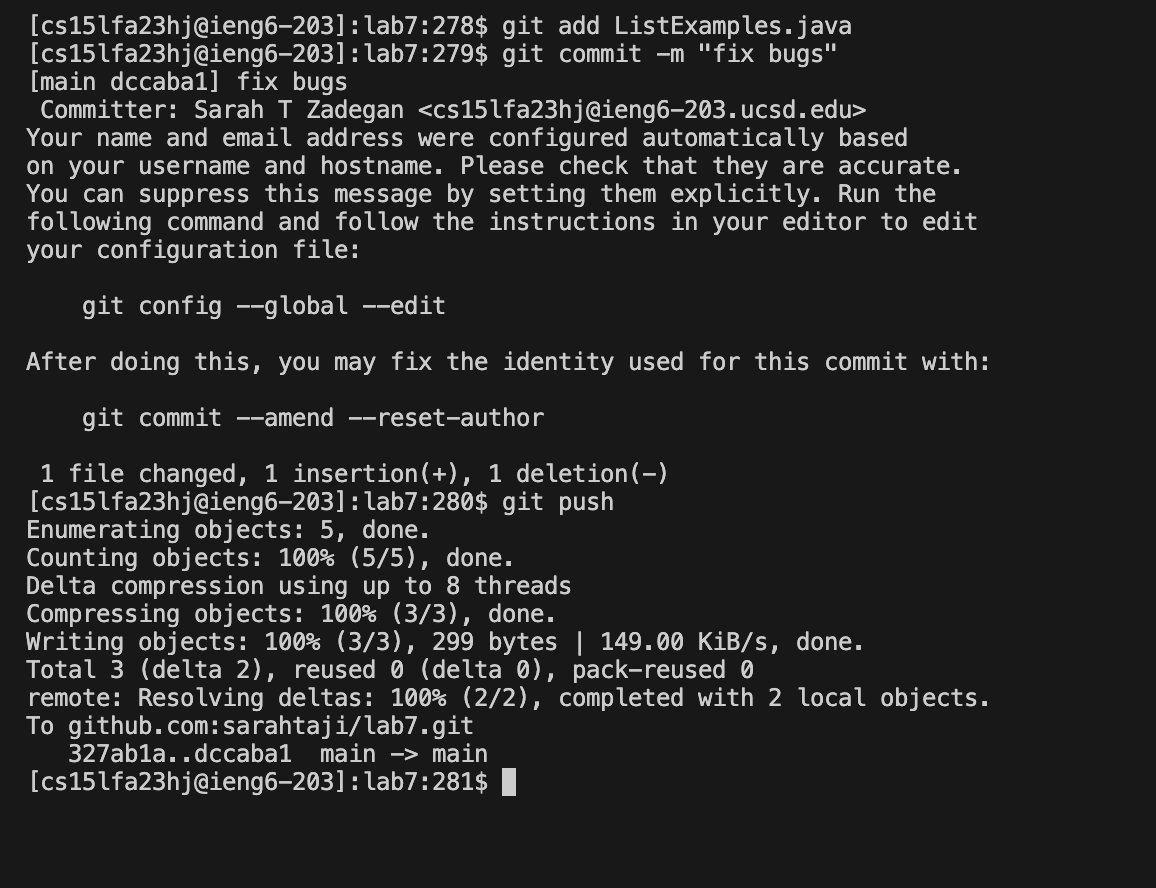 [cs15lfa23hj@ieng6-203]:lab7:278$ git add ListExamples.java
[cs15lfa23hj@ieng6-203]:lab7:279$ git commit -m "fix bugs"
[main dccaba1] fix bugs
 Committer: Sarah T Zadegan <cs15lfa23hj@ieng6-203.ucsd.edu>
Your name and email address were configured automatically based
on your username and hostname. Please check that they are accurate.
You can suppress this message by setting them explicitly. Run the
following command and follow the instructions in your editor to edit
your configuration file:

    git config --global --edit

After doing this, you may fix the identity used for this commit with:

    git commit --amend --reset-author

 1 file changed, 1 insertion(+), 1 deletion(-)
[cs15lfa23hj@ieng6-203]:lab7:280$ git push
Enumerating objects: 5, done.
Counting objects: 100% (5/5), done.
Delta compression using up to 8 threads
Compressing objects: 100% (3/3), done.
Writing objects: 100% (3/3), 299 bytes | 149.00 KiB/s, done.
Total 3 (delta 2), reused 0 (delta 0), pack-reused 0
remote: Resolving deltas: 100% (2/2), completed with 2 local objects.
To github.com:sarahtaji/lab7.git
   327ab1a..dccaba1  main -> main
[cs15lfa23hj@ieng6-203]:lab7:281$